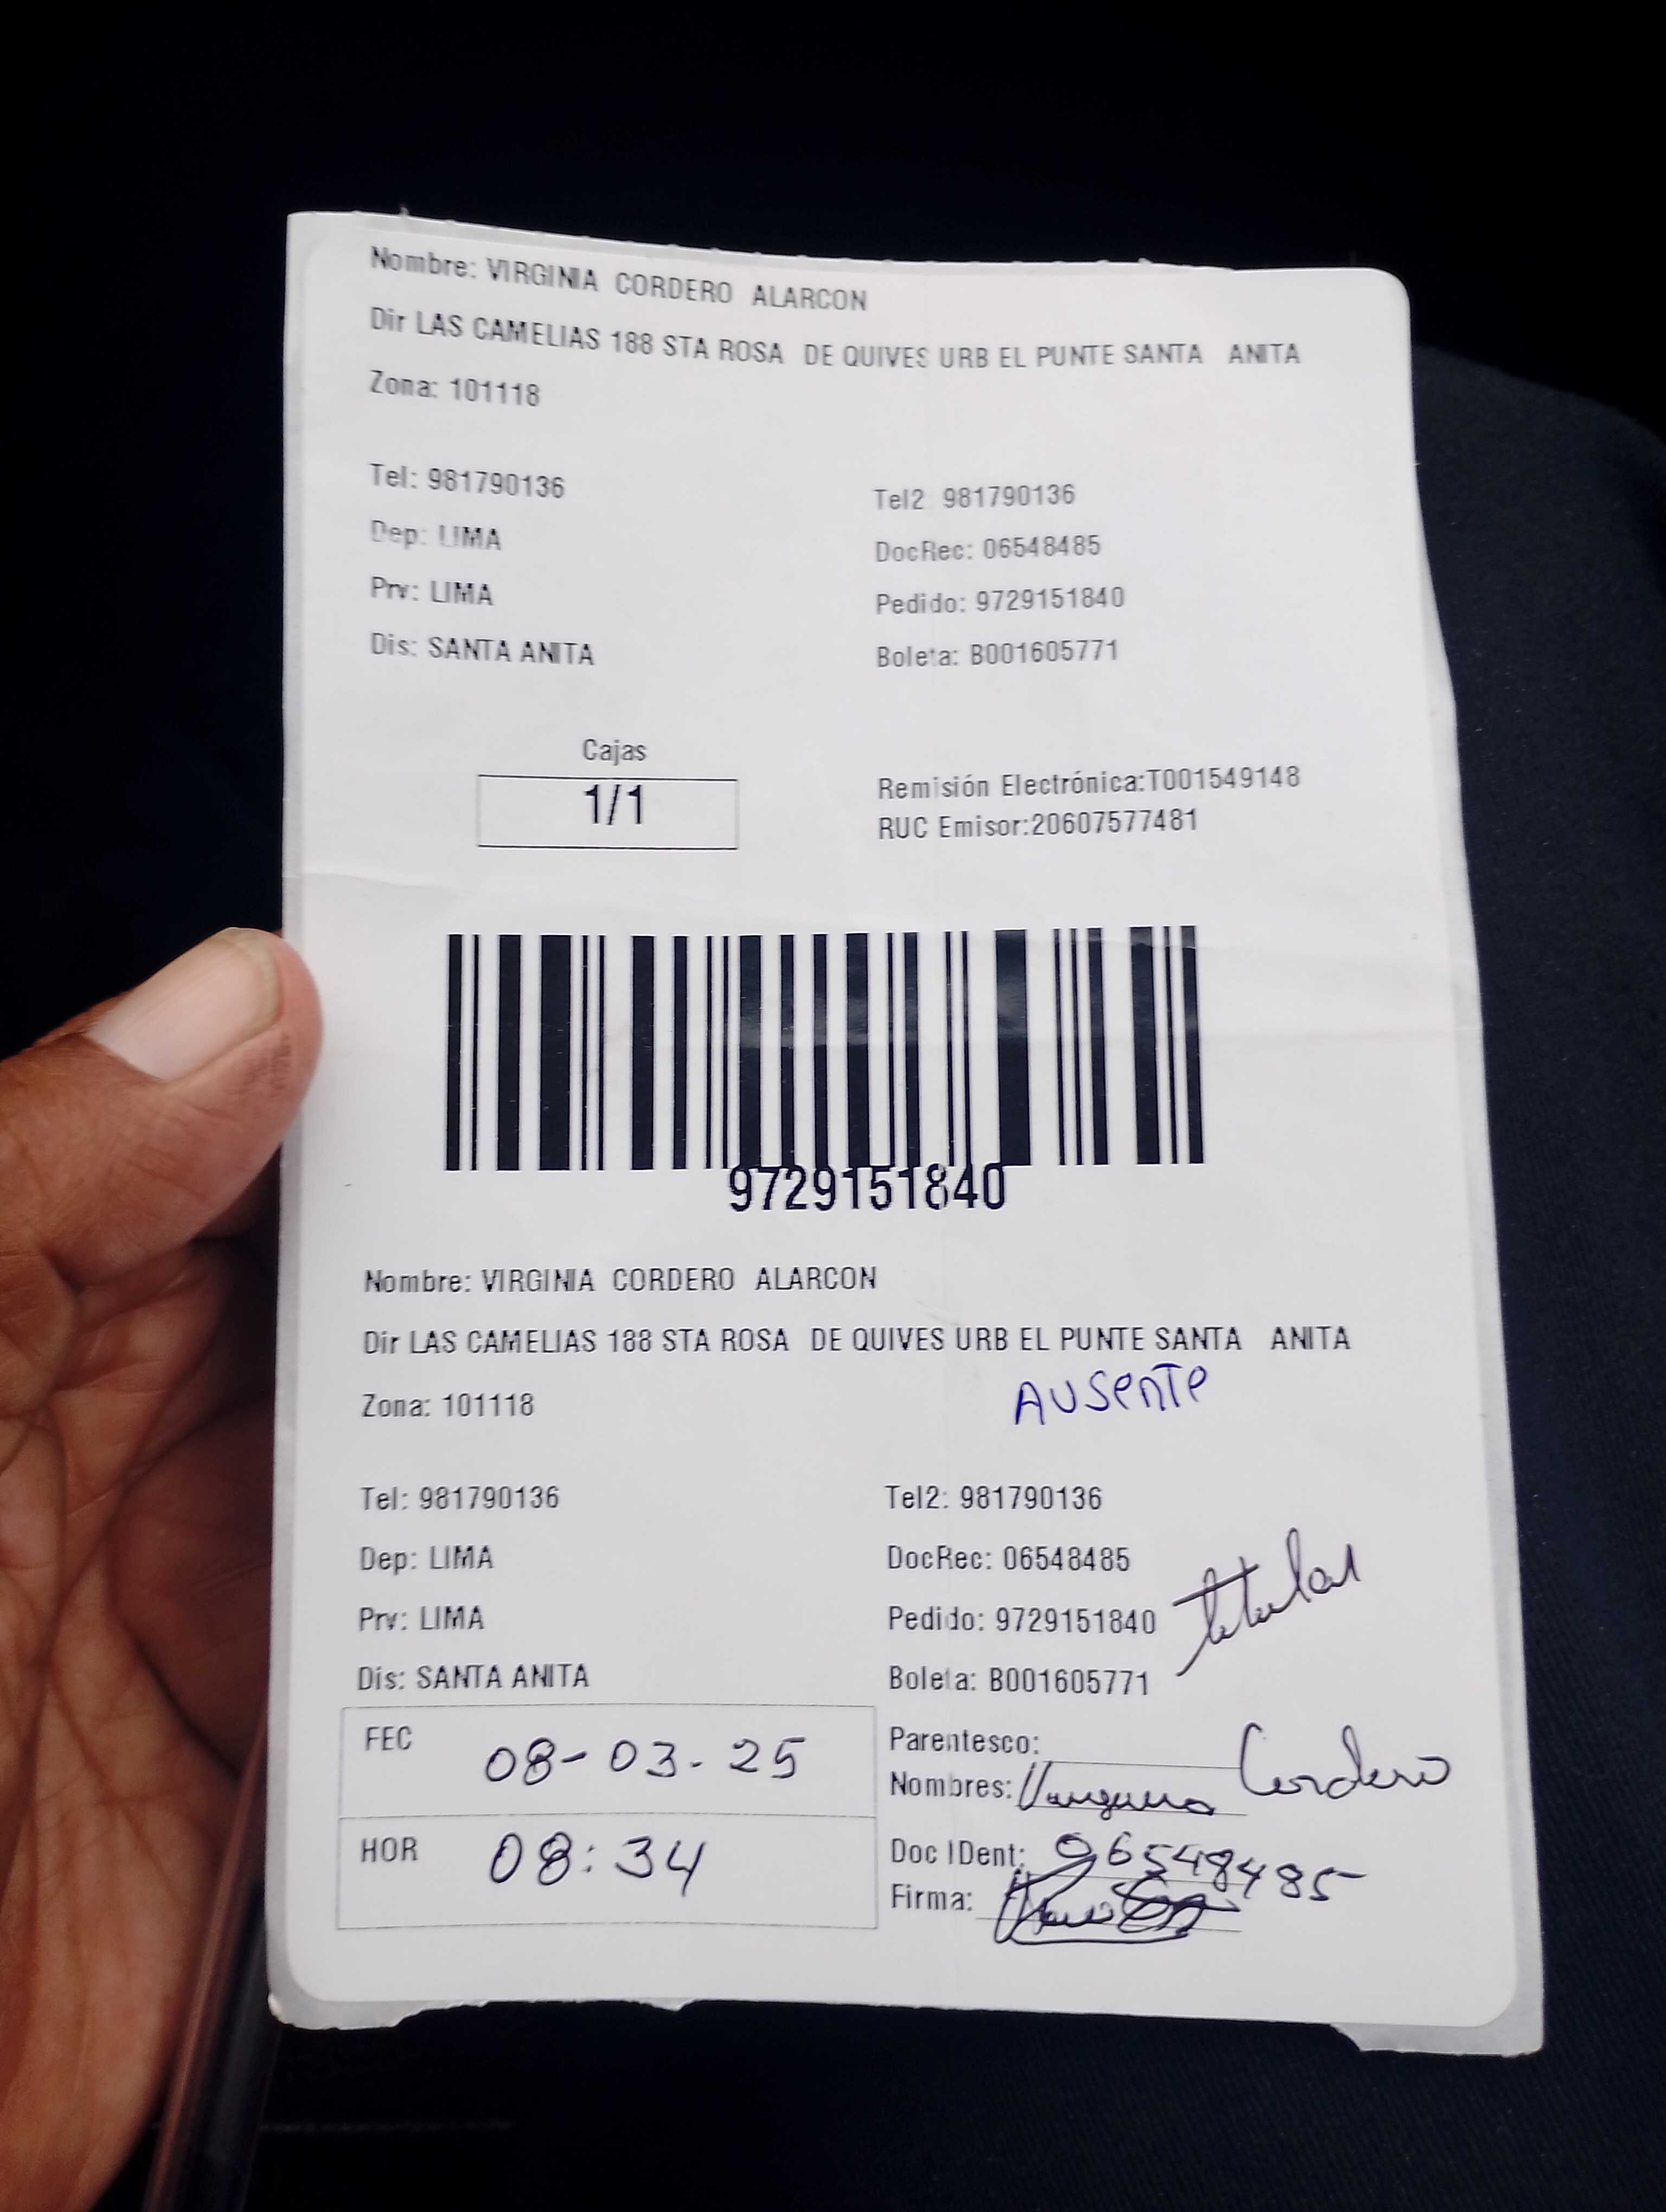 Nombre: VIRGINIA CORDERO ALARCON
Dir LAS CAMELIAS 188 STA ROSA DE QUIVES URB EL PUNTE SANTA ANITA
Zona: 101118
Tel: 981790136
Tel2 981790136
Dep: LIMA
DocRec: 06548485
Prv: LIMA
Pedido: 9729151840
Dis: SANTA ANITA
Boleta: B001605771
Cajas
1/1
Remisión Electrónica:T001549148
RUC Emisor:20607577481
9729151840
Nombre: VIRGINIA CORDERO ALARCON
Dir LAS CAMELIAS 188 STA ROSA DE QUIVES URB EL PUNTE SANTA ANITA
AUSENTE
Zona: 101118
Tel: 981790136
Tel2: 981790136
Dep: LIMA
DocRec: 06548485
Prv: LIMA
Pedido: 9729151840
titular
Dis: SANTA ANITA
Boleta: B001605771
FEC 08-03-25
Parentesco:
Nombres: Cordero
HOR 08:34
Doc IDent: 06548485
Firma: